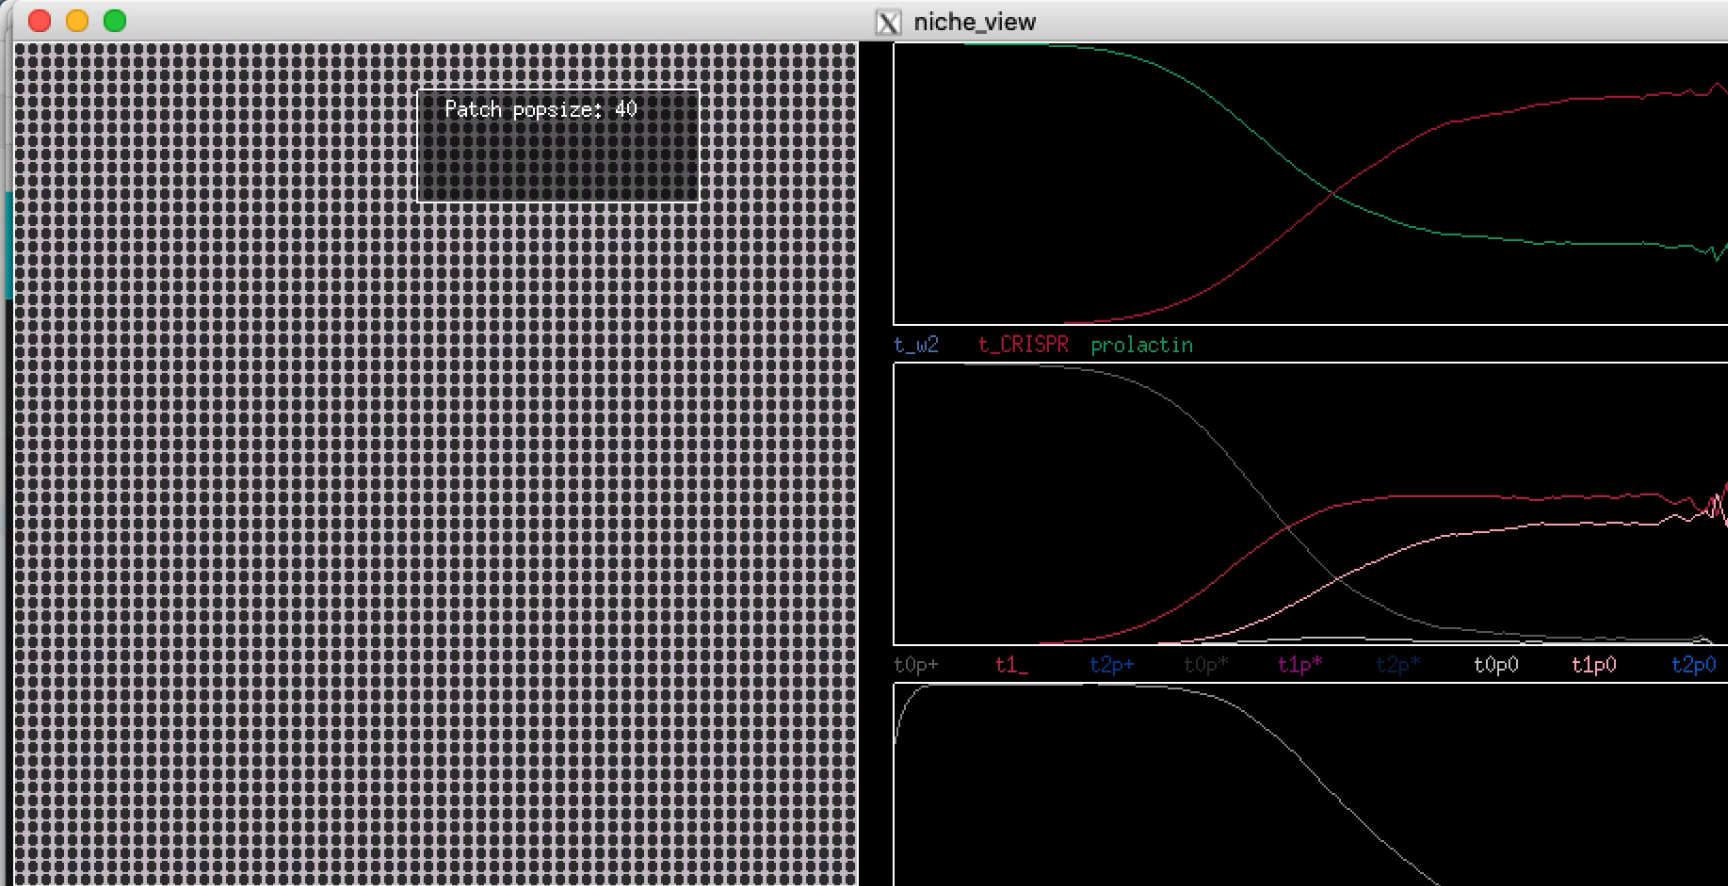 niche_view
Patch popsize: 40
t_w2 t_CRISPR prolactin
t0p+ t1_ t2p+ t0p* t1p* t2p* t0p0 t1p0 t2p0